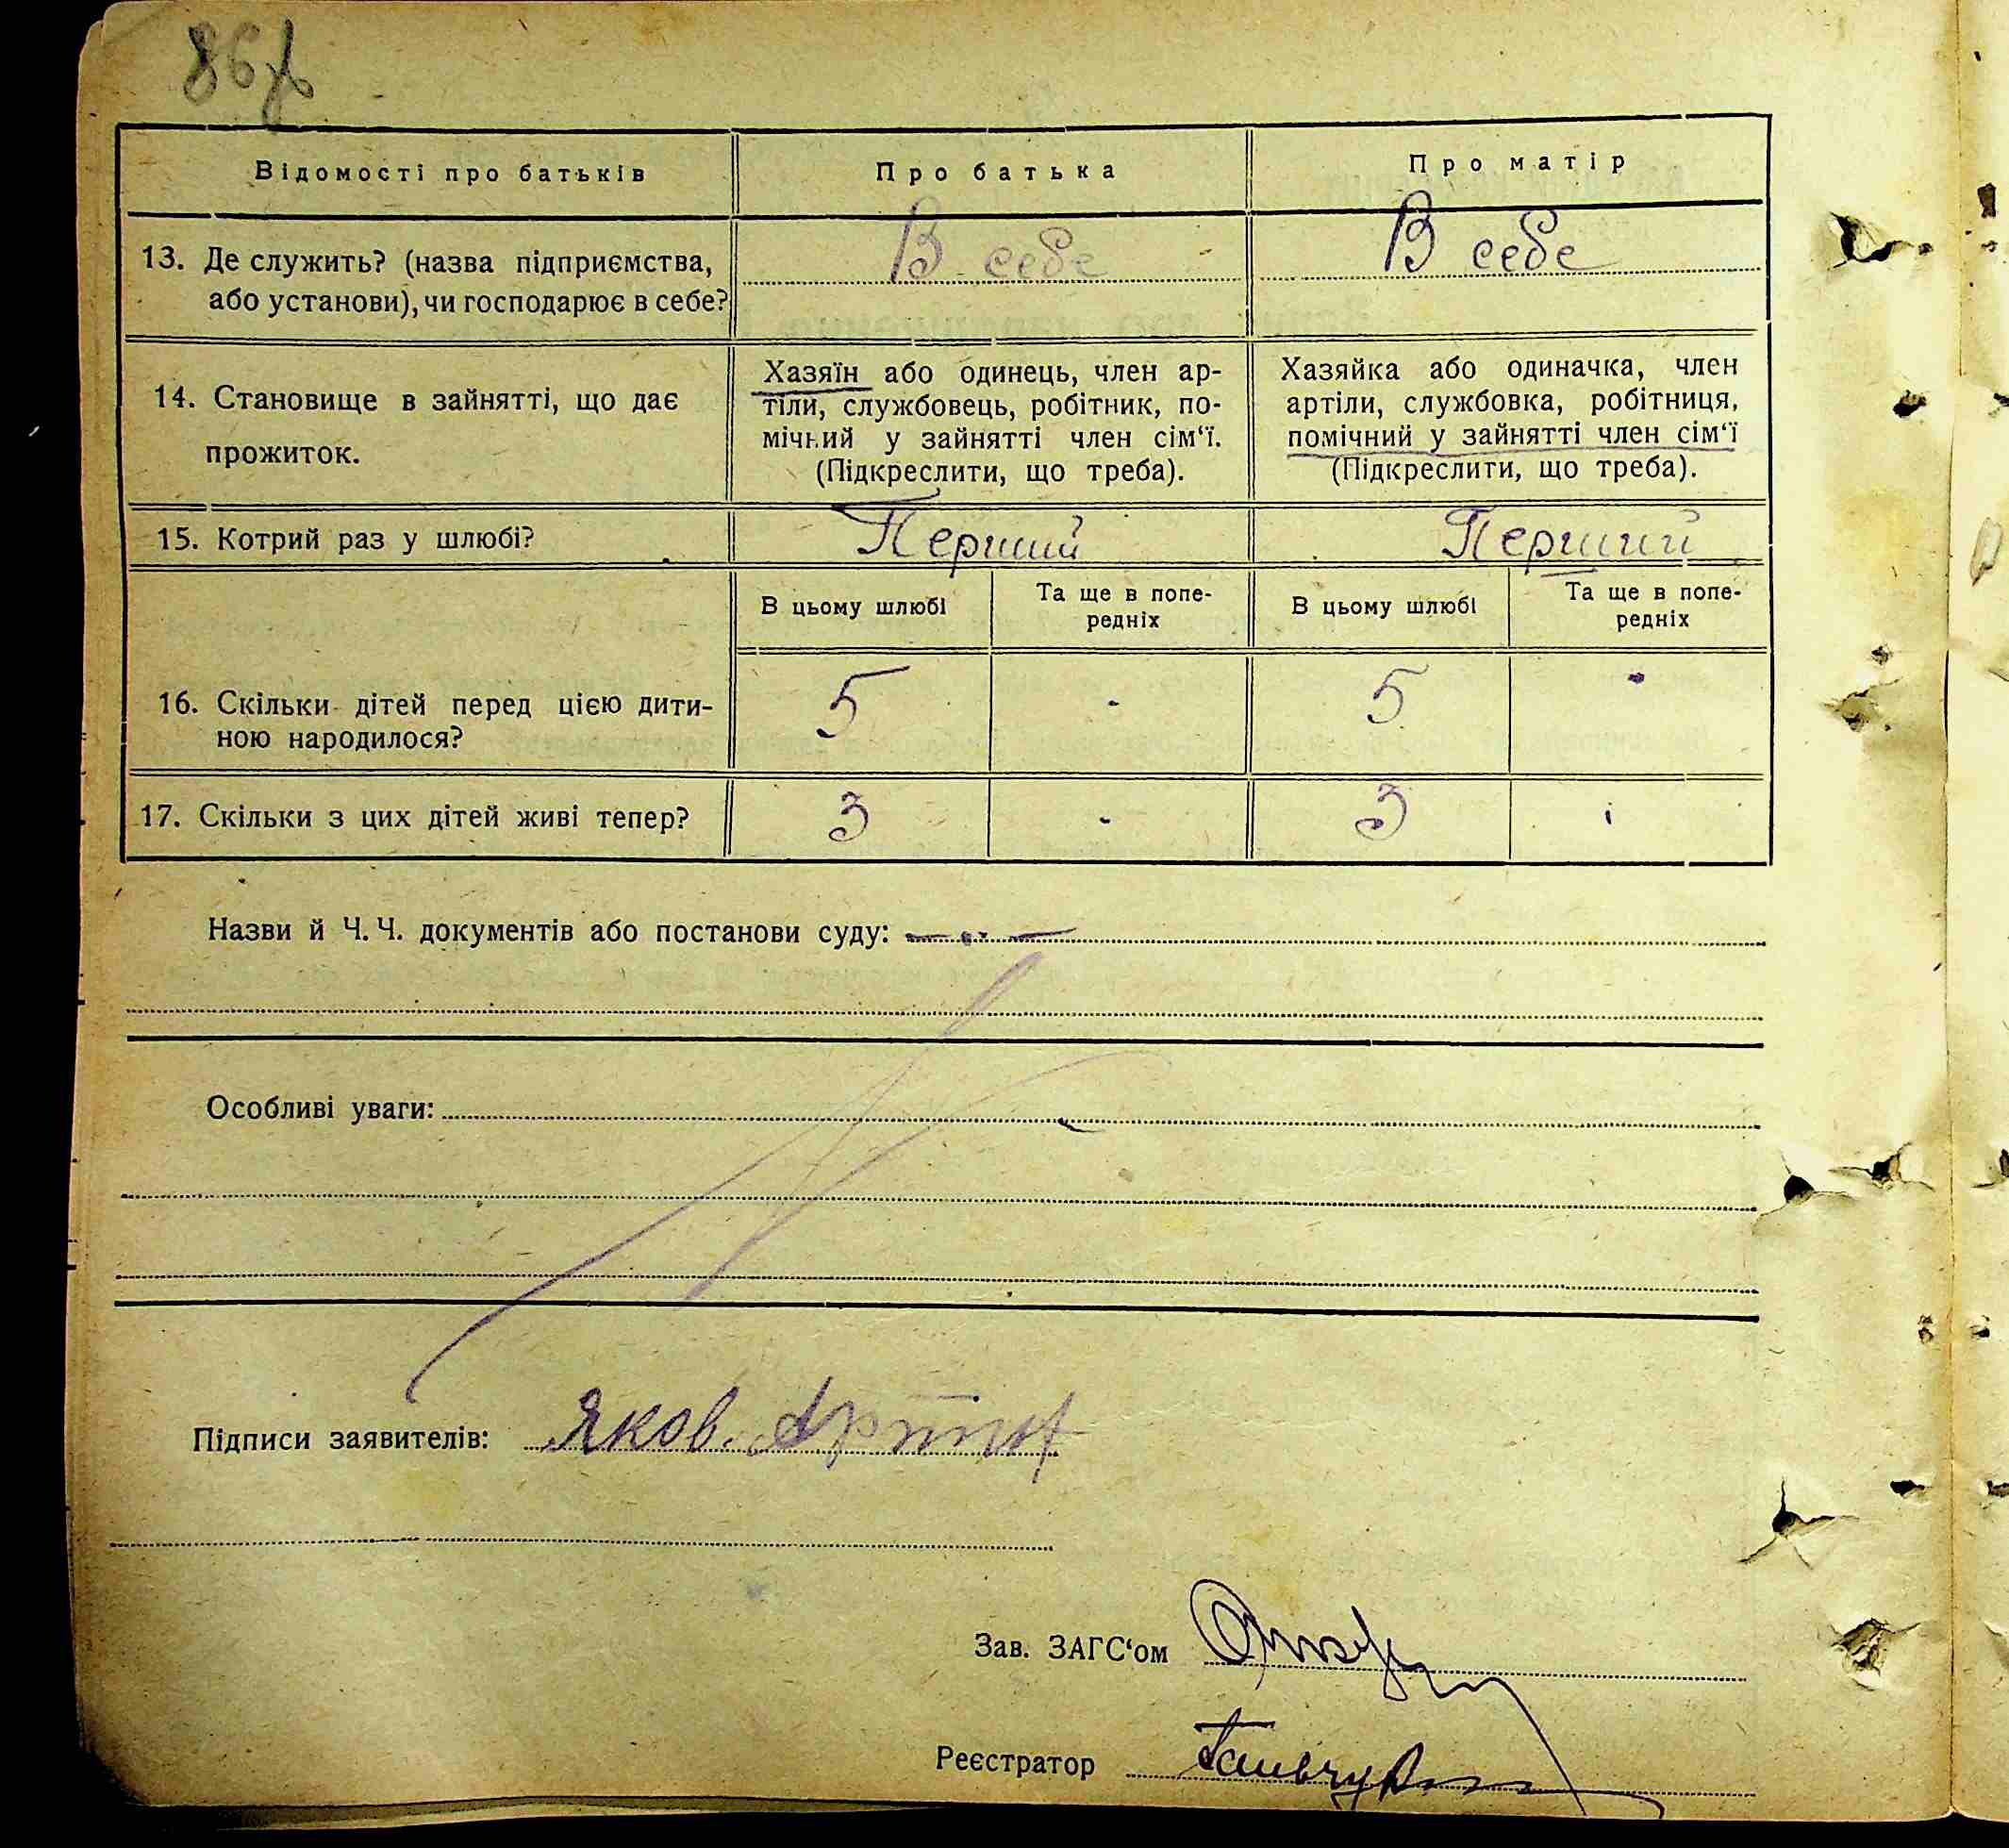 Відомості про батьків
Про батька
Про матір
13. Де служить? (назва підприємства,
або установи), чи господарює в себе?
В себе
В себе
14. Становище в зайнятті, що дає
прожиток.
Хазяїн або одинець, член ар-
тіли, службовець, робітник, по-
мічний у зайнятті член сім‘ї.
(Підкреслити, що треба).
Хазяйка або одиначка, член
артіли, службовка, робітниця,
помічний у зайнятті член сім‘ї
(Підкреслити, що треба).
15. Котрий раз у шлюбі?
Перший
Перший
В цьому шлюбі
Та ще в попе-
редніх
В цьому шлюбі
Та ще в попе-
редніх
16. Скільки дітей перед цією дити-
ною народилося?
5
-
5
-
17. Скільки з цих дітей живі тепер?
3
-
3
Назви й Ч. Ч. документів або постанови суду:
Особливі уваги:
Підписи заявителів: Яков.
Зав. ЗАГС‘ом
Реєстратор